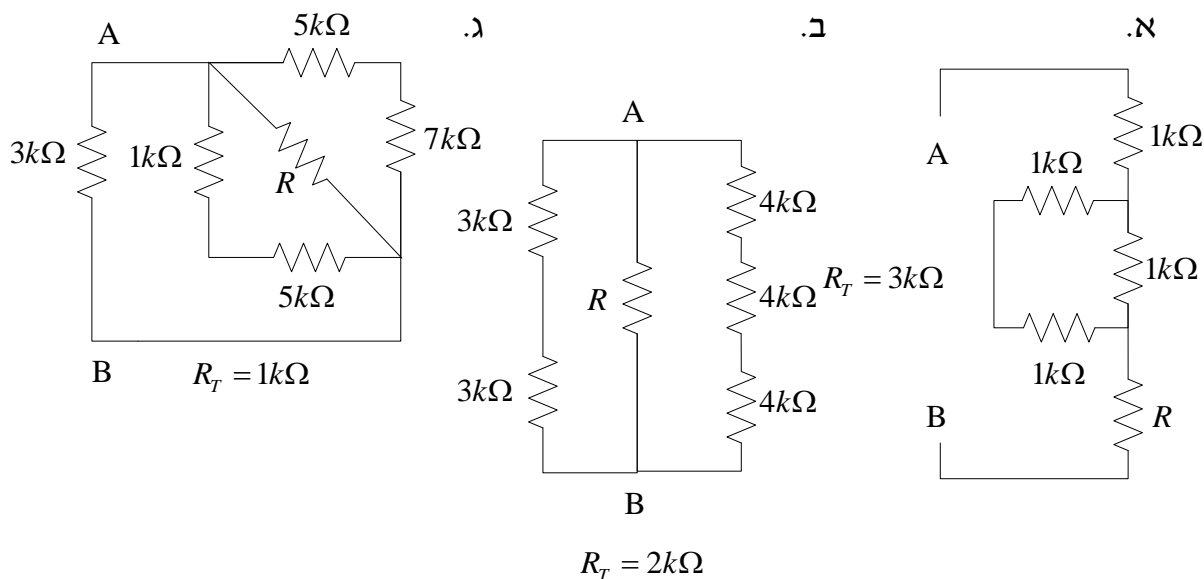 א.
A
1kΩ
1kΩ
1kΩ
1kΩ
B
R
R_T = 3kΩ
ב.
A
3kΩ
4kΩ
R
4kΩ
3kΩ
4kΩ
B
R_T = 2kΩ
ג.
A
5kΩ
3kΩ
1kΩ
R
7kΩ
5kΩ
B
R_T = 1kΩ